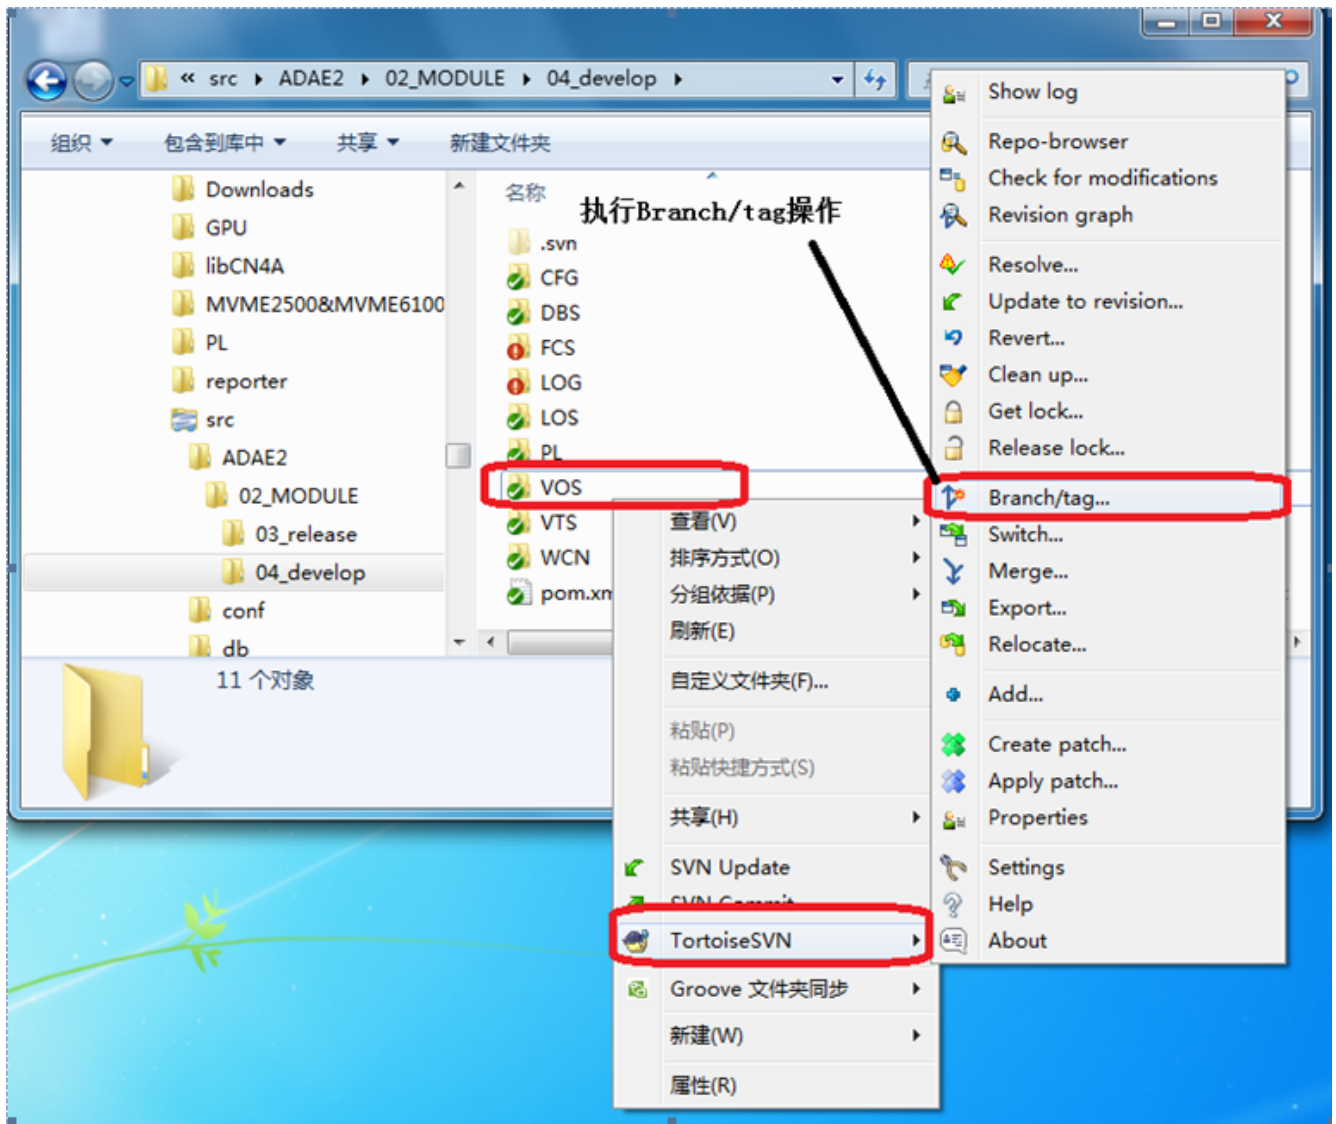 « src ▸ ADAE2 ▸ 02_MODULE ▸ 04_develop ▸
组织 包含到库中 共享 新建文件夹
Downloads
GPU
libCN4A
MVME2500&MVME6100
PL
reporter
src
ADAE2
02_MODULE
03_release
04_develop
conf
db
名称
执行Branch/tag操作
.svn
CFG
DBS
FCS
LOG
LOS
PL
VOS
VTS
WCN
pom.xm
11 个对象
查看(V)
排序方式(O)
分组依据(P)
刷新(E)
自定义文件夹(F)...
粘贴(P)
粘贴快捷方式(S)
共享(H)
SVN Update
SVN Commit
TortoiseSVN
Groove 文件夹同步
新建(W)
属性(R)
Show log
Repo-browser
Check for modifications
Revision graph
Resolve...
Update to revision...
Revert...
Clean up...
Get lock...
Release lock...
Branch/tag...
Switch...
Merge...
Export...
Relocate...
Add...
Create patch...
Apply patch...
Properties
Settings
Help
About